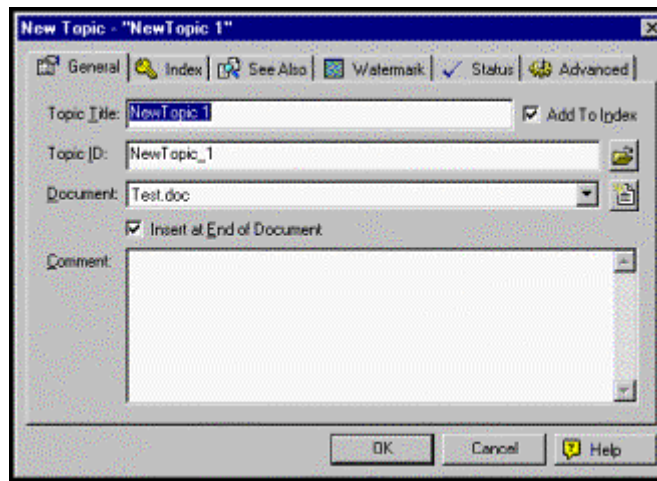 New Topic - "NewTopic 1"
General Index See Also Watermark Status Advanced
Topic Title: NewTopic 1 Add To Index
Topic ID: NewTopic_1
Document: Test.doc
Insert at End of Document
Comment:
OK Cancel Help